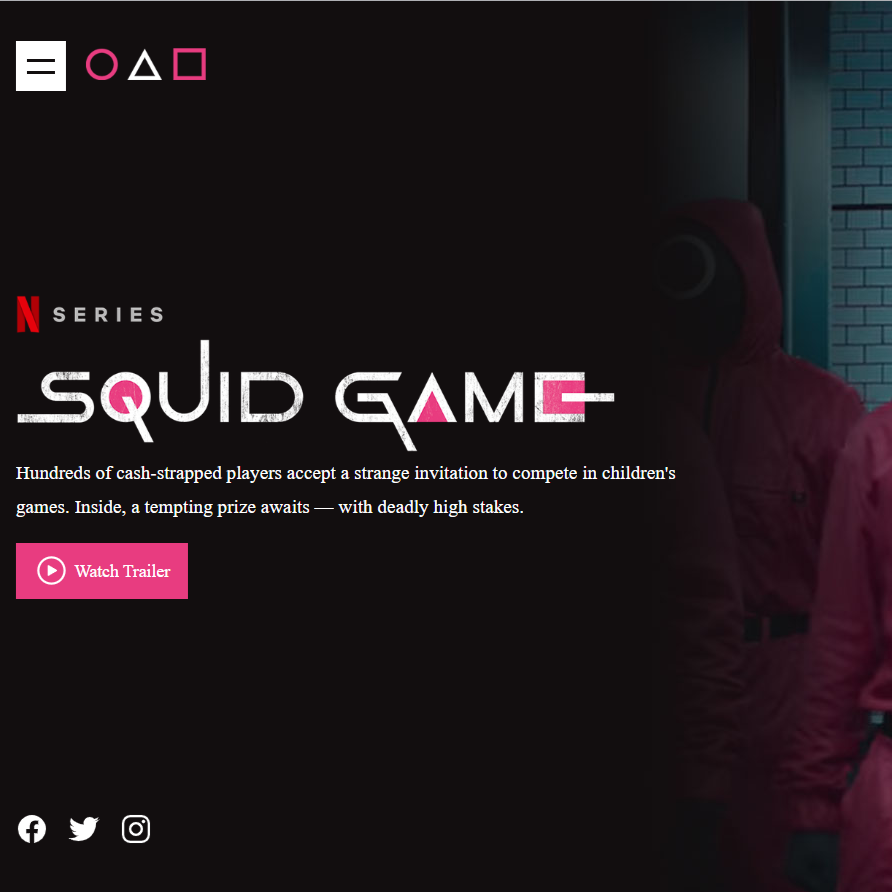 N SERIES
SQUID GAME
Hundreds of cash-strapped players accept a strange invitation to compete in children's
games. Inside, a tempting prize awaits — with deadly high stakes.
Watch Trailer